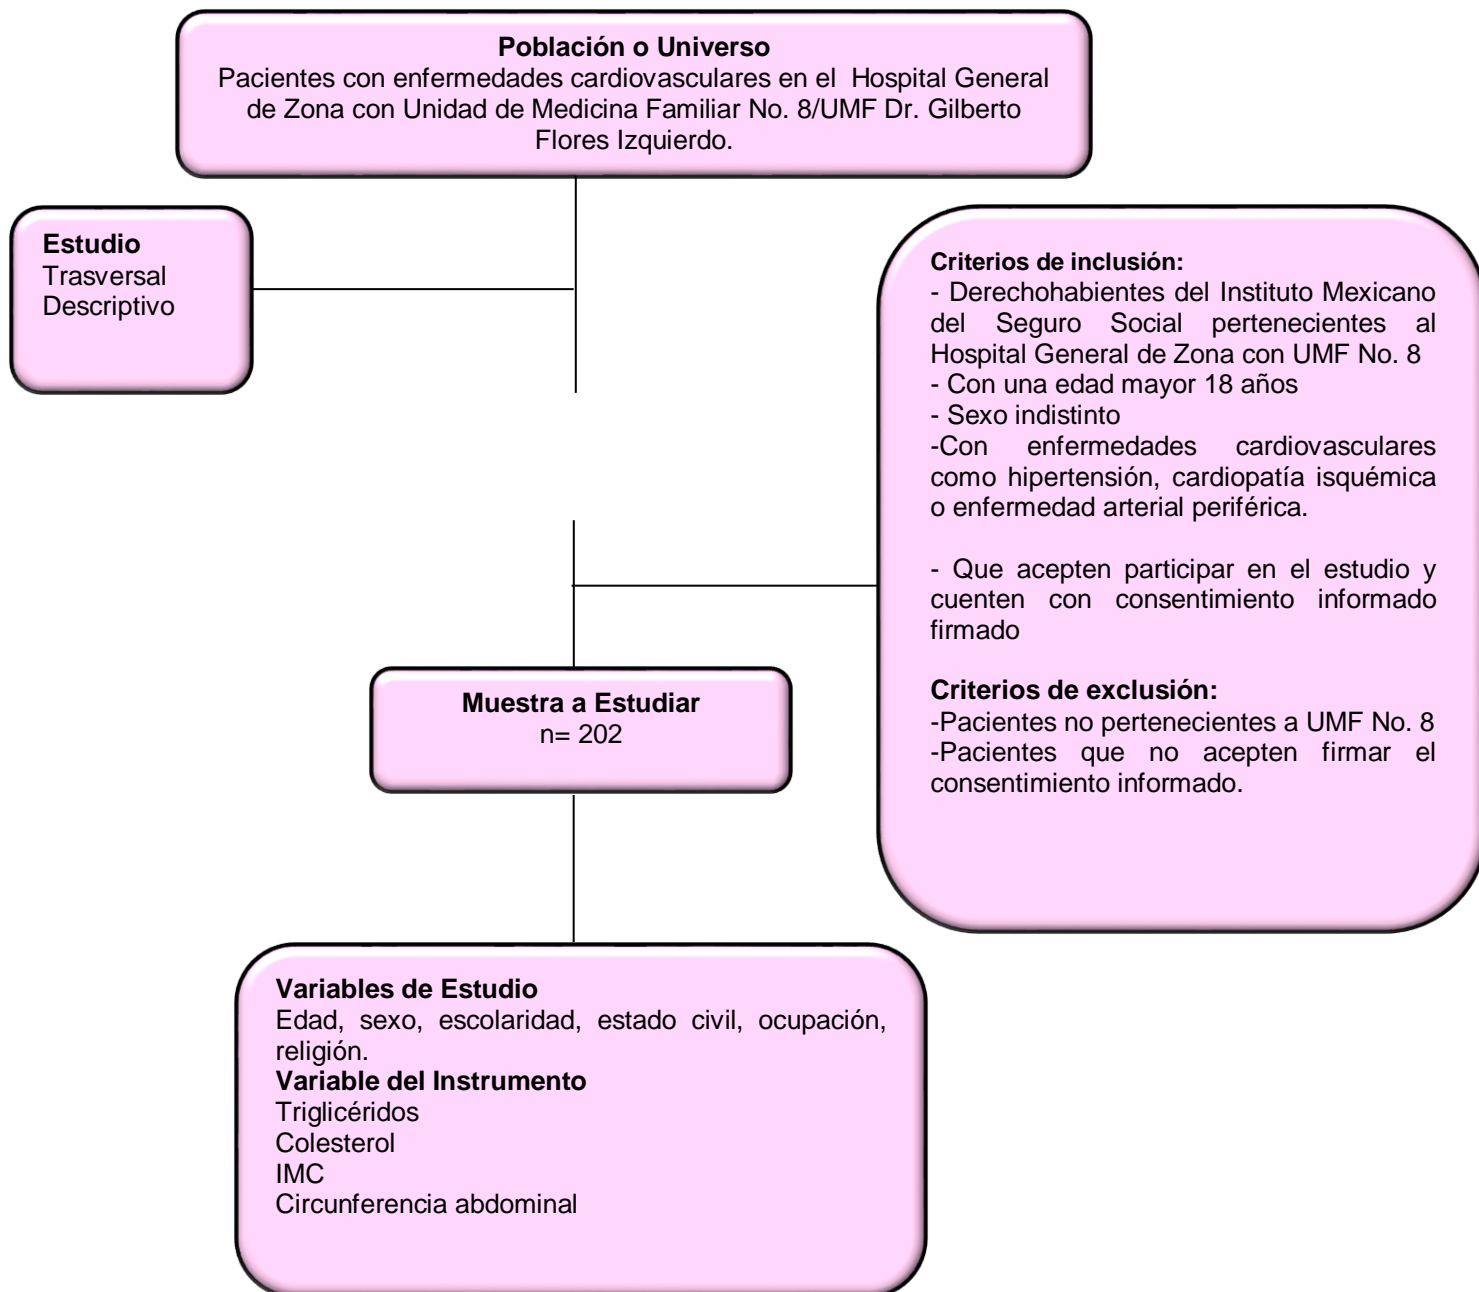 Población o Universo
Pacientes con enfermedades cardiovasculares en el Hospital General
de Zona con Unidad de Medicina Familiar No. 8/UMF Dr. Gilberto
Flores Izquierdo.
Estudio
Trasversal
Descriptivo
Criterios de inclusión:
- Derechohabientes del Instituto Mexicano
del Seguro Social pertenecientes al
Hospital General de Zona con UMF No. 8
- Con una edad mayor 18 años
- Sexo indistinto
-Con enfermedades cardiovasculares
como hipertensión, cardiopatía isquémica
o enfermedad arterial periférica.
- Que acepten participar en el estudio y
cuenten con consentimiento informado
firmado
Criterios de exclusión:
-Pacientes no pertenecientes a UMF No. 8
-Pacientes que no acepten firmar el
consentimiento informado.
Muestra a Estudiar
n= 202
Variables de Estudio
Edad, sexo, escolaridad, estado civil, ocupación,
religión.
Variable del Instrumento
Triglicéridos
Colesterol
IMC
Circunferencia abdominal